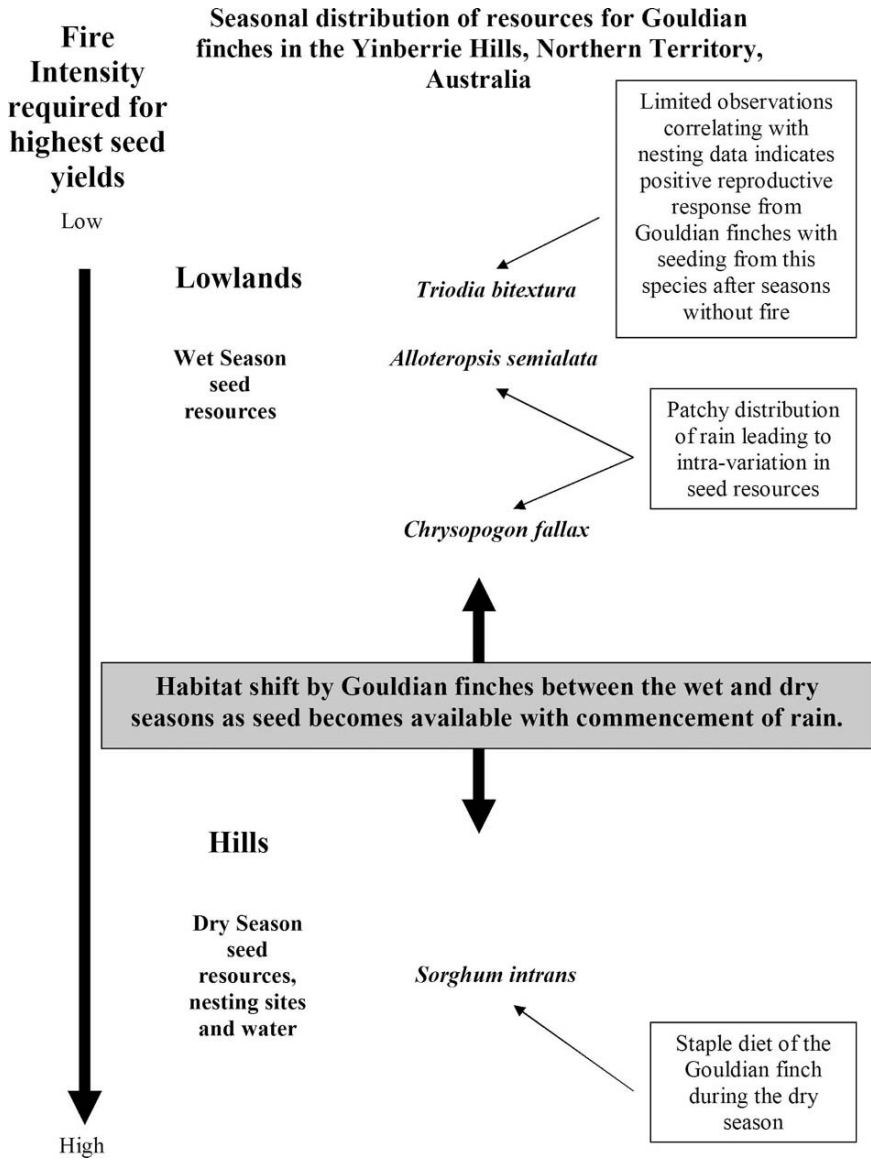 Fire
Intensity
required for
highest seed
yields
Low
High
Seasonal distribution of resources for Gouldian
finches in the Yinberrie Hills, Northern Territory,
Australia
Limited observations
correlating with
nesting data indicates
positive reproductive
response from
Gouldian finches with
seeding from this
species after seasons
without fire
Lowlands
Triodia bitextura
Wet Season
seed
resources
Alloteropsis semialata
Patchy distribution
of rain leading to
intra-variation in
seed resources
Chrysopogon fallax
Habitat shift by Gouldian finches between the wet and dry
seasons as seed becomes available with commencement of rain.
Hills
Dry Season
seed
resources,
nesting sites
and water
Sorghum intrans
Staple diet of the
Gouldian finch
during the dry
season